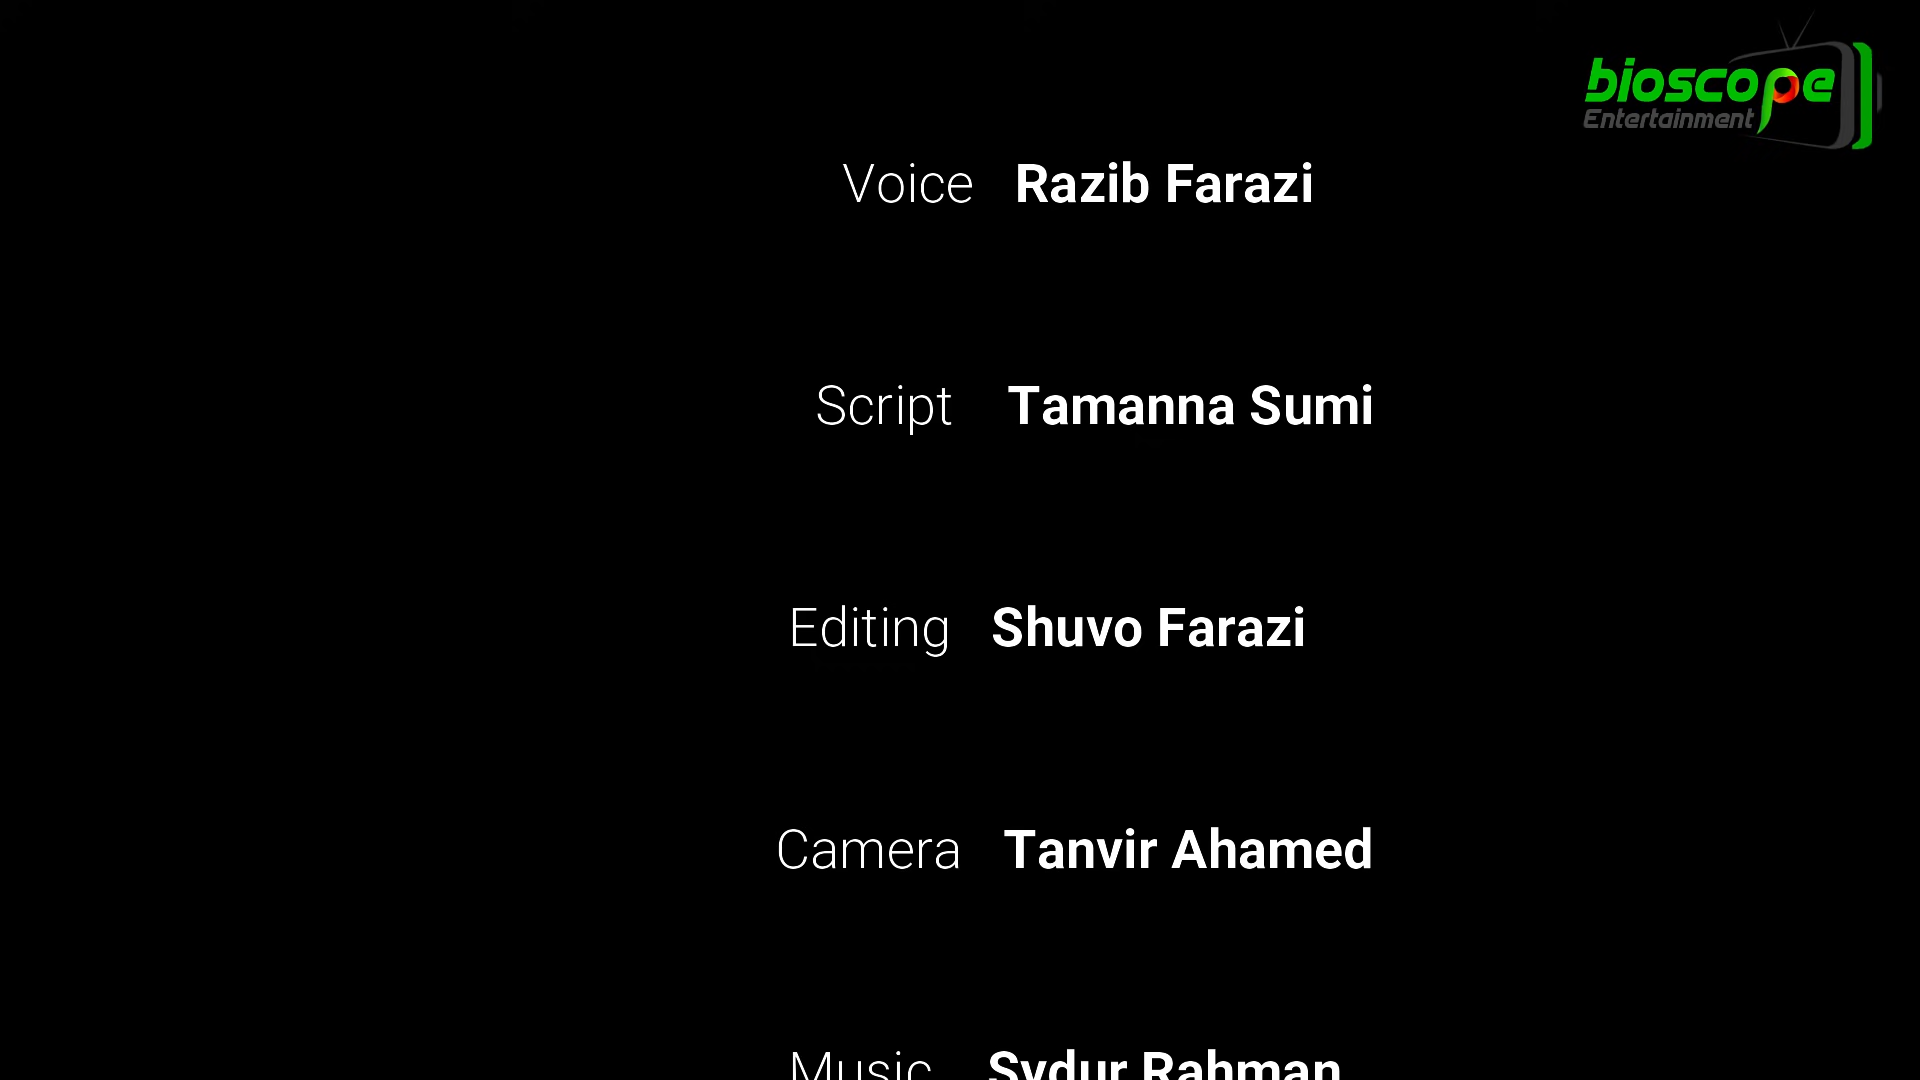 bioscope
Entertainment
Voice Razib Farazi
Script Tamanna Sumi
Editing Shuvo Farazi
Camera Tanvir Ahamed
Music Sydur Rahman